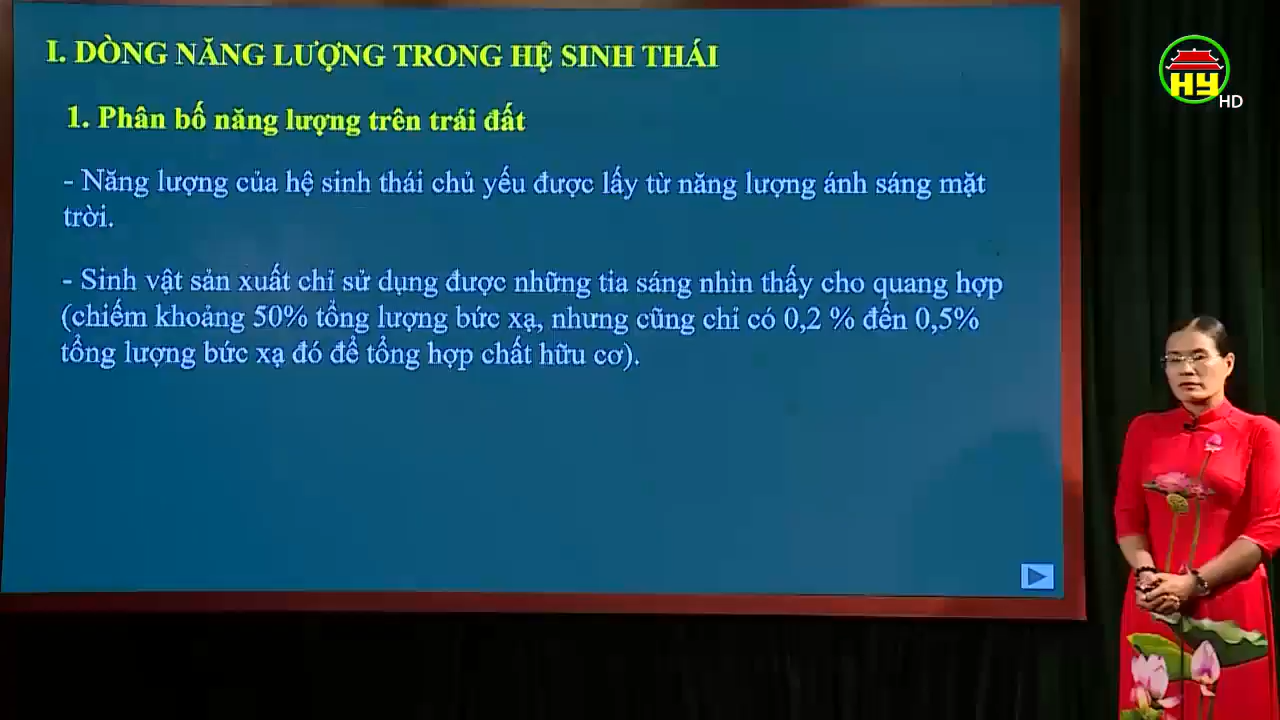 I. DÒNG NĂNG LƯỢNG TRONG HỆ SINH THÁI
HY
HD
1. Phân bố năng lượng trên trái đất
- Năng lượng của hệ sinh thái chủ yếu được lấy từ năng lượng ánh sáng mặt
trời.
- Sinh vật sản xuất chỉ sử dụng được những tia sáng nhìn thấy cho quang hợp
(chiếm khoảng 50% tổng lượng bức xạ, nhưng cũng chỉ có 0,2 % đến 0,5%
tổng lượng bức xạ đó để tổng hợp chất hữu cơ).